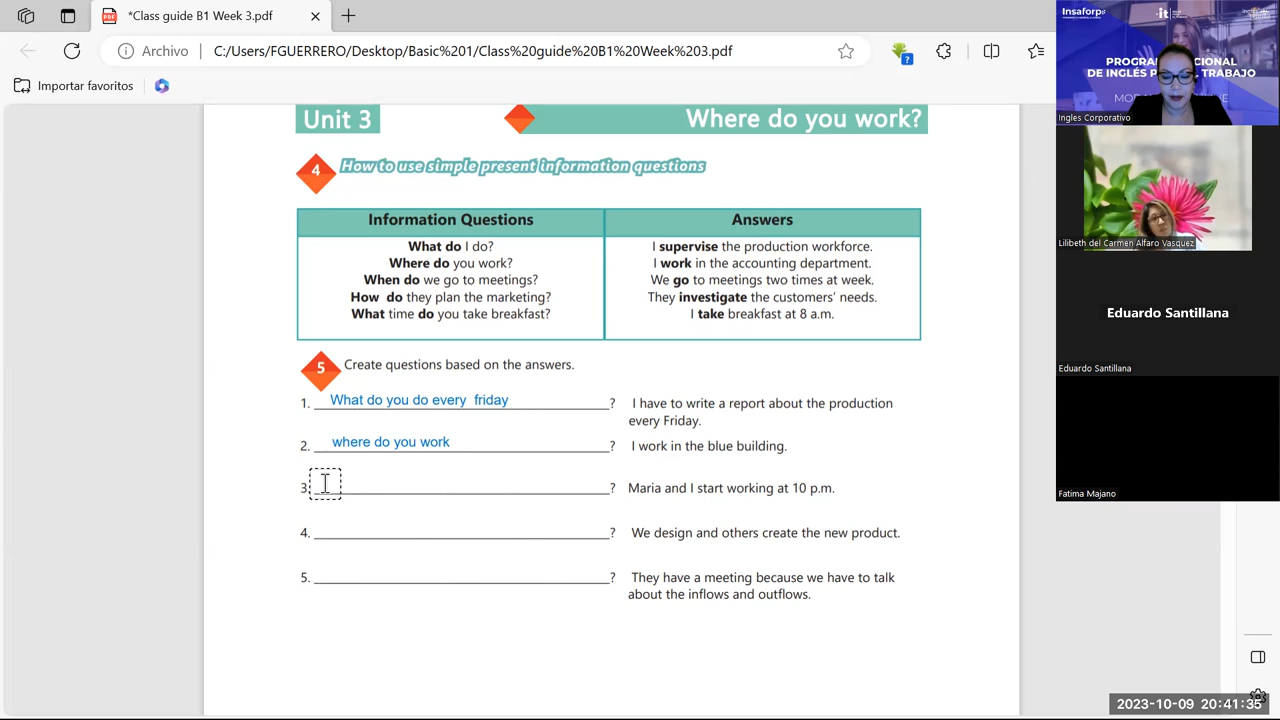 *Class guide B1 Week 3.pdf
Archivo
C:/Users/FGUERRERO/Desktop/Basic%201/Class%20guide%20B1%20Week%203.pdf
Importar favoritos
Unit 3
Where do you work?
4
How to use simple present information questions
Information Questions
Answers
What do I do?
I supervise the production workforce.
Where do you work?
I work in the accounting department.
When do we go to meetings?
We go to meetings two times at week.
How do they plan the marketing?
They investigate the customers' needs.
What time do you take breakfast?
I take breakfast at 8 a.m.
5
Create questions based on the answers.
1. What do you do every friday ?
I have to write a report about the production
every Friday.
2. where do you work ?
I work in the blue building.
3. ?
Maria and I start working at 10 p.m.
4. ?
We design and others create the new product.
5. ?
They have a meeting because we have to talk
about the inflows and outflows.
Insaforp
it
Ingles Corporativo
Lilibeth del Carmen Alfaro Vasquez
Eduardo Santillana
Eduardo Santillana
Fatima Majano
2023-10-09 20:41:35